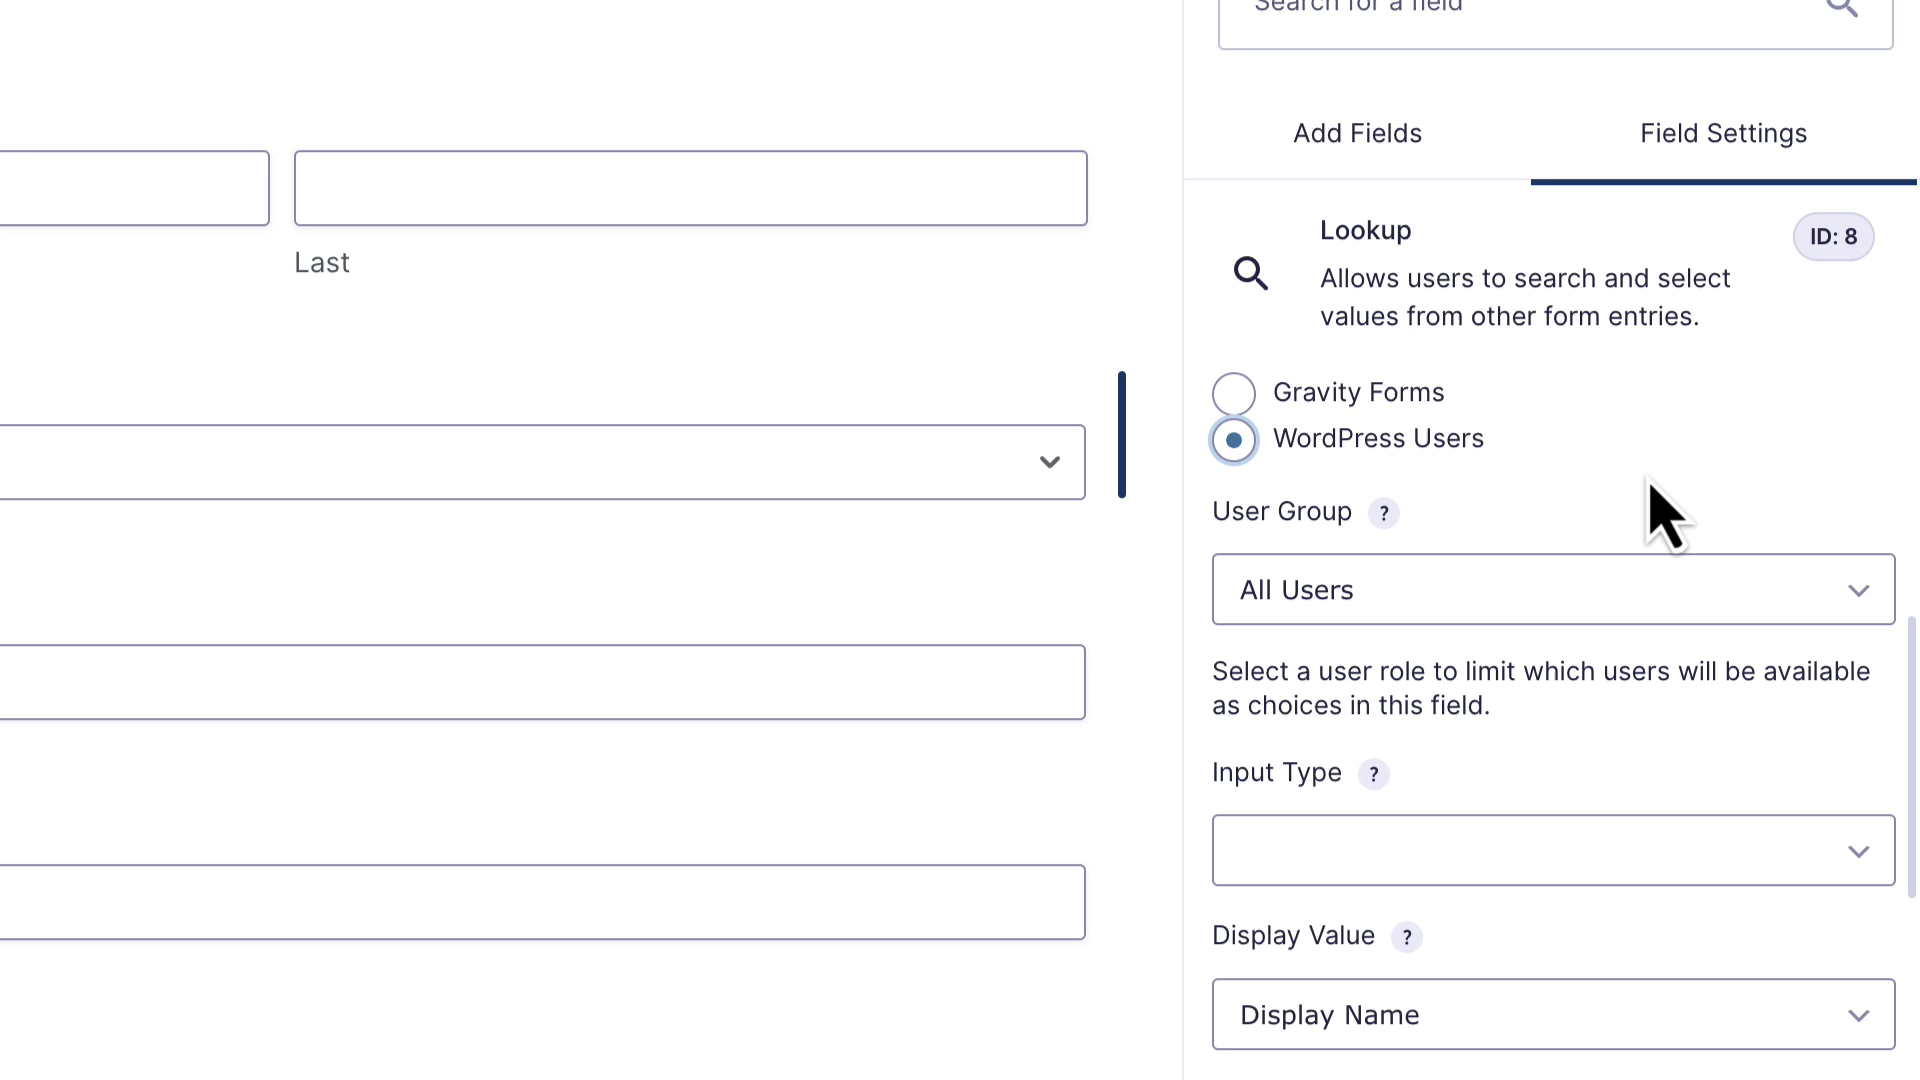 Search for a field
Add Fields
Field Settings
Lookup
ID: 8
Allows users to search and select
values from other form entries.
Last
Gravity Forms
WordPress Users
User Group ?
All Users
Select a user role to limit which users will be available
as choices in this field.
Input Type ?
Display Value ?
Display Name